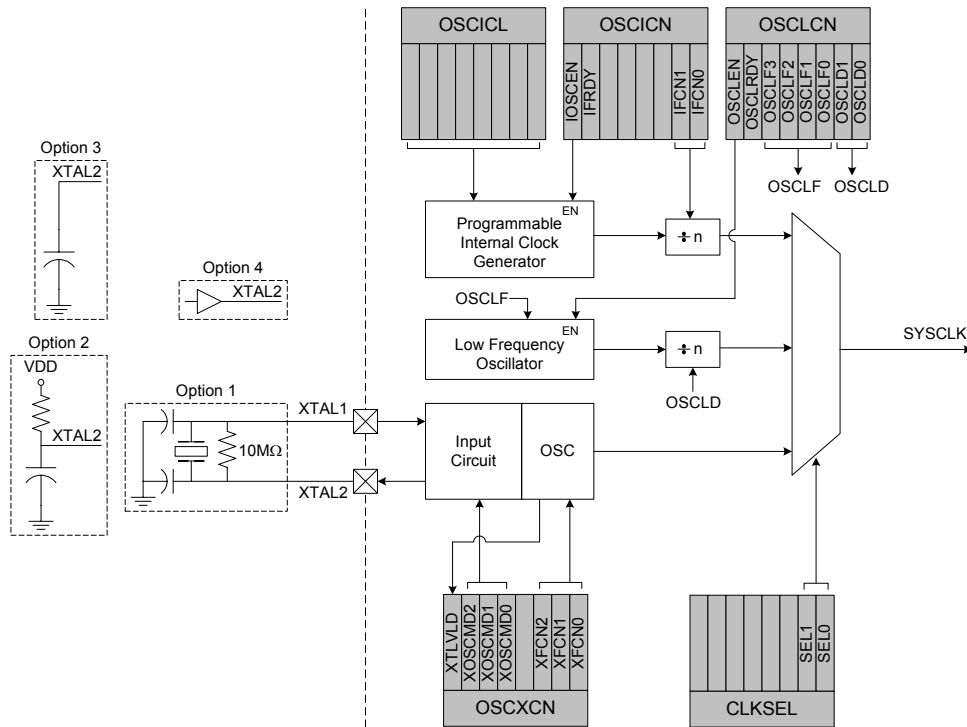 OSCICL
OSCICN
OSCLCN
IOSCEN
IFRDY
IFCN1
IFCN0
OSCLEN
OSCLRDY
OSCLF3
OSCLF2
OSCLF1
OSCLF0
OSCLD1
OSCLD0
OSCLF
OSCLD
Option 3
XTAL2
EN
Programmable
Internal Clock
Generator
÷ n
Option 4
XTAL2
OSCLF
EN
Low Frequency
Oscillator
÷ n
OSCLD
SYSCLK
Option 2
VDD
XTAL2
Option 1
10MΩ
XTAL1
XTAL2
Input
Circuit
OSC
XTLVLD
XOSCMD2
XOSCMD1
XOSCMD0
XFCN2
XFCN1
XFCN0
OSCXCN
SEL1
SEL0
CLKSEL